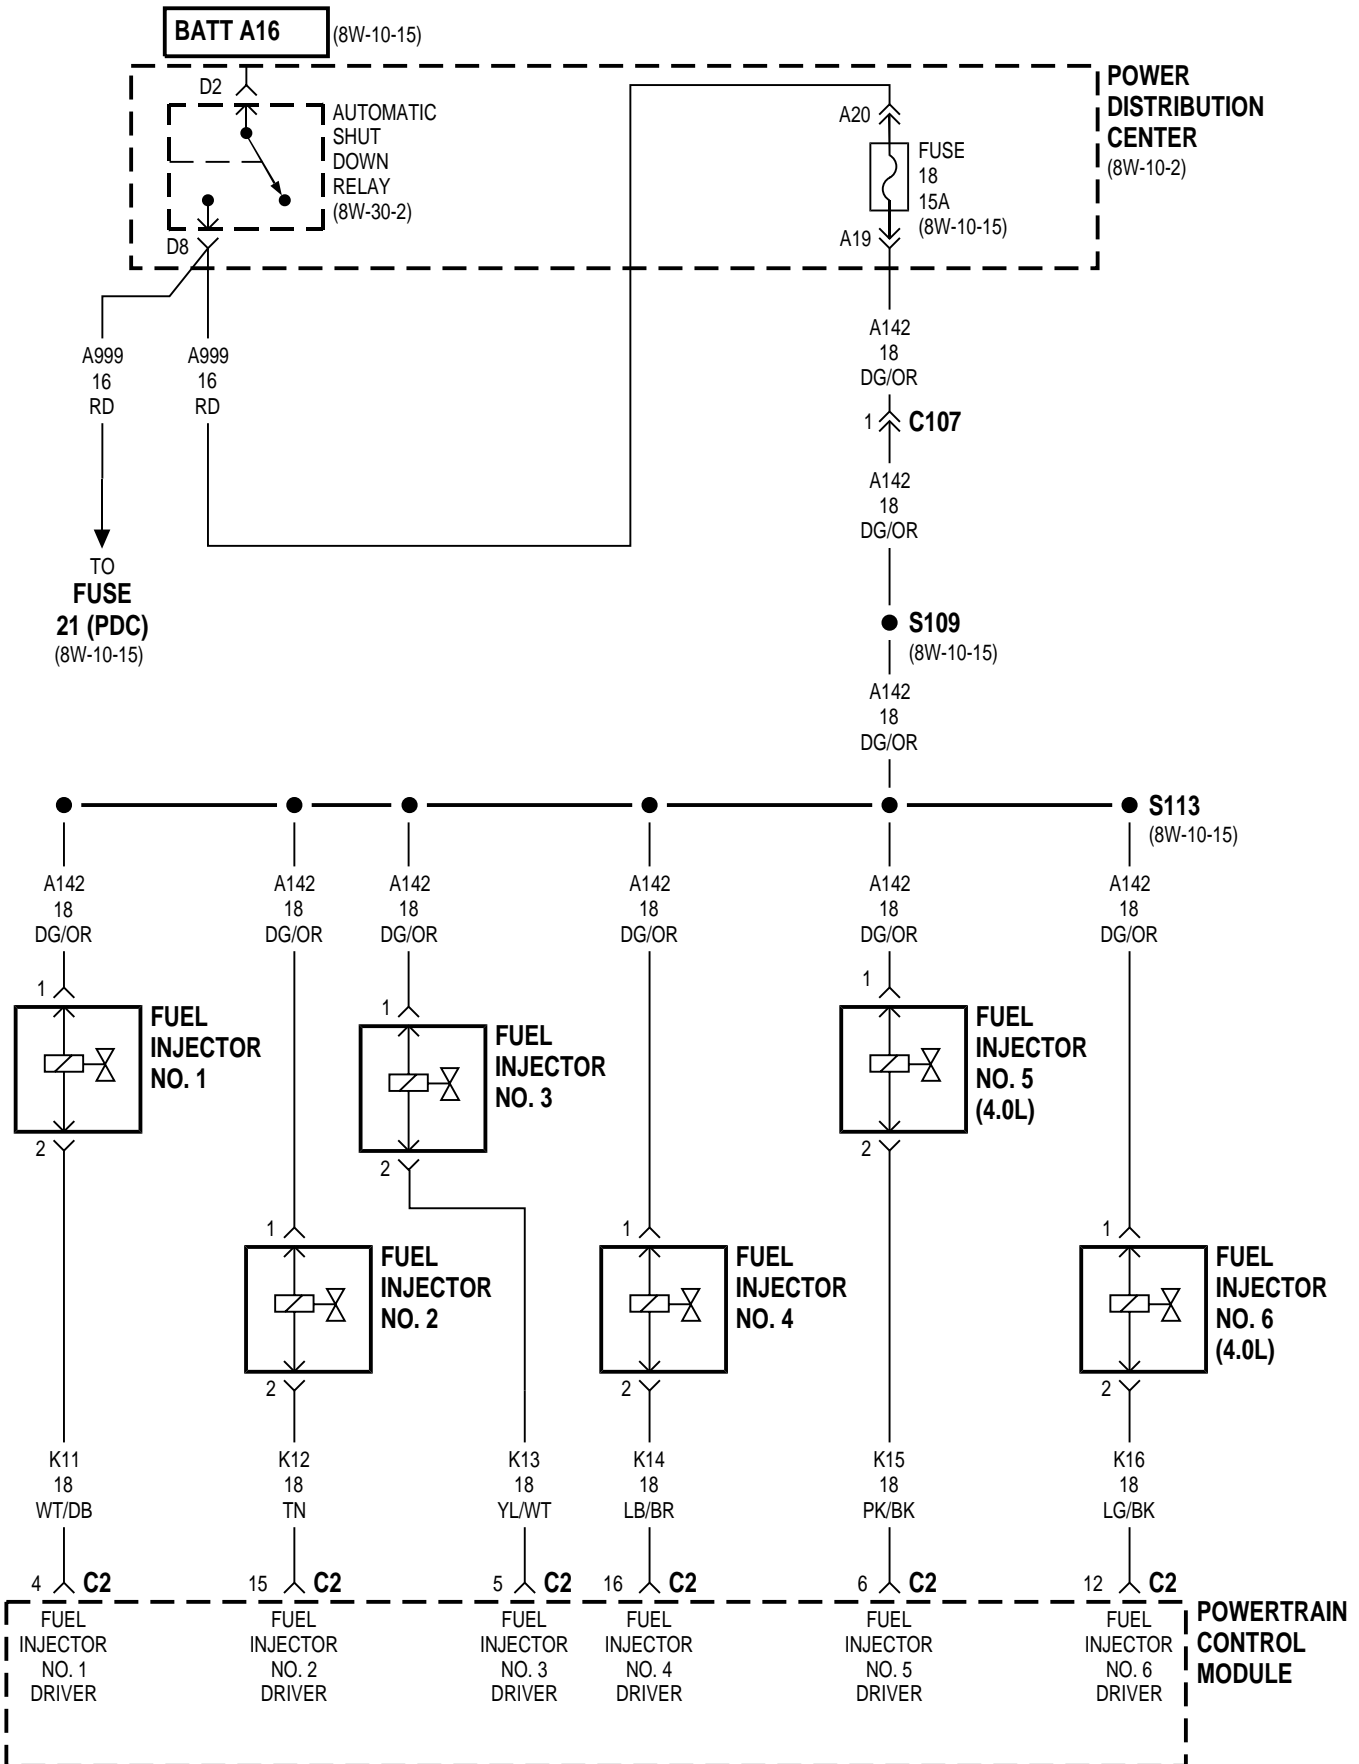 BATT A16
(8W-10-15)
D2
AUTOMATIC
SHUT
DOWN
RELAY
(8W-30-2)
D8
A20
FUSE
18
15A
(8W-10-15)
A19
POWER
DISTRIBUTION
CENTER
(8W-10-2)
A999
16
RD
A999
16
RD
TO
FUSE
21 (PDC)
(8W-10-15)
A142
18
DG/OR
1
C107
A142
18
DG/OR
S109
(8W-10-15)
A142
18
DG/OR
S113
(8W-10-15)
A142
18
DG/OR
A142
18
DG/OR
A142
18
DG/OR
A142
18
DG/OR
A142
18
DG/OR
A142
18
DG/OR
1
FUEL
INJECTOR
NO. 1
2
1
FUEL
INJECTOR
NO. 3
2
1
FUEL
INJECTOR
NO. 5
(4.0L)
2
1
FUEL
INJECTOR
NO. 2
2
1
FUEL
INJECTOR
NO. 4
2
1
FUEL
INJECTOR
NO. 6
(4.0L)
2
K11
18
WT/DB
K12
18
TN
K13
18
YL/WT
K14
18
LB/BR
K15
18
PK/BK
K16
18
LG/BK
4
C2
15
C2
5
C2
16
C2
6
C2
12
C2
FUEL
INJECTOR
NO. 1
DRIVER
FUEL
INJECTOR
NO. 2
DRIVER
FUEL
INJECTOR
NO. 3
DRIVER
FUEL
INJECTOR
NO. 4
DRIVER
FUEL
INJECTOR
NO. 5
DRIVER
FUEL
INJECTOR
NO. 6
DRIVER
POWERTRAIN
CONTROL
MODULE